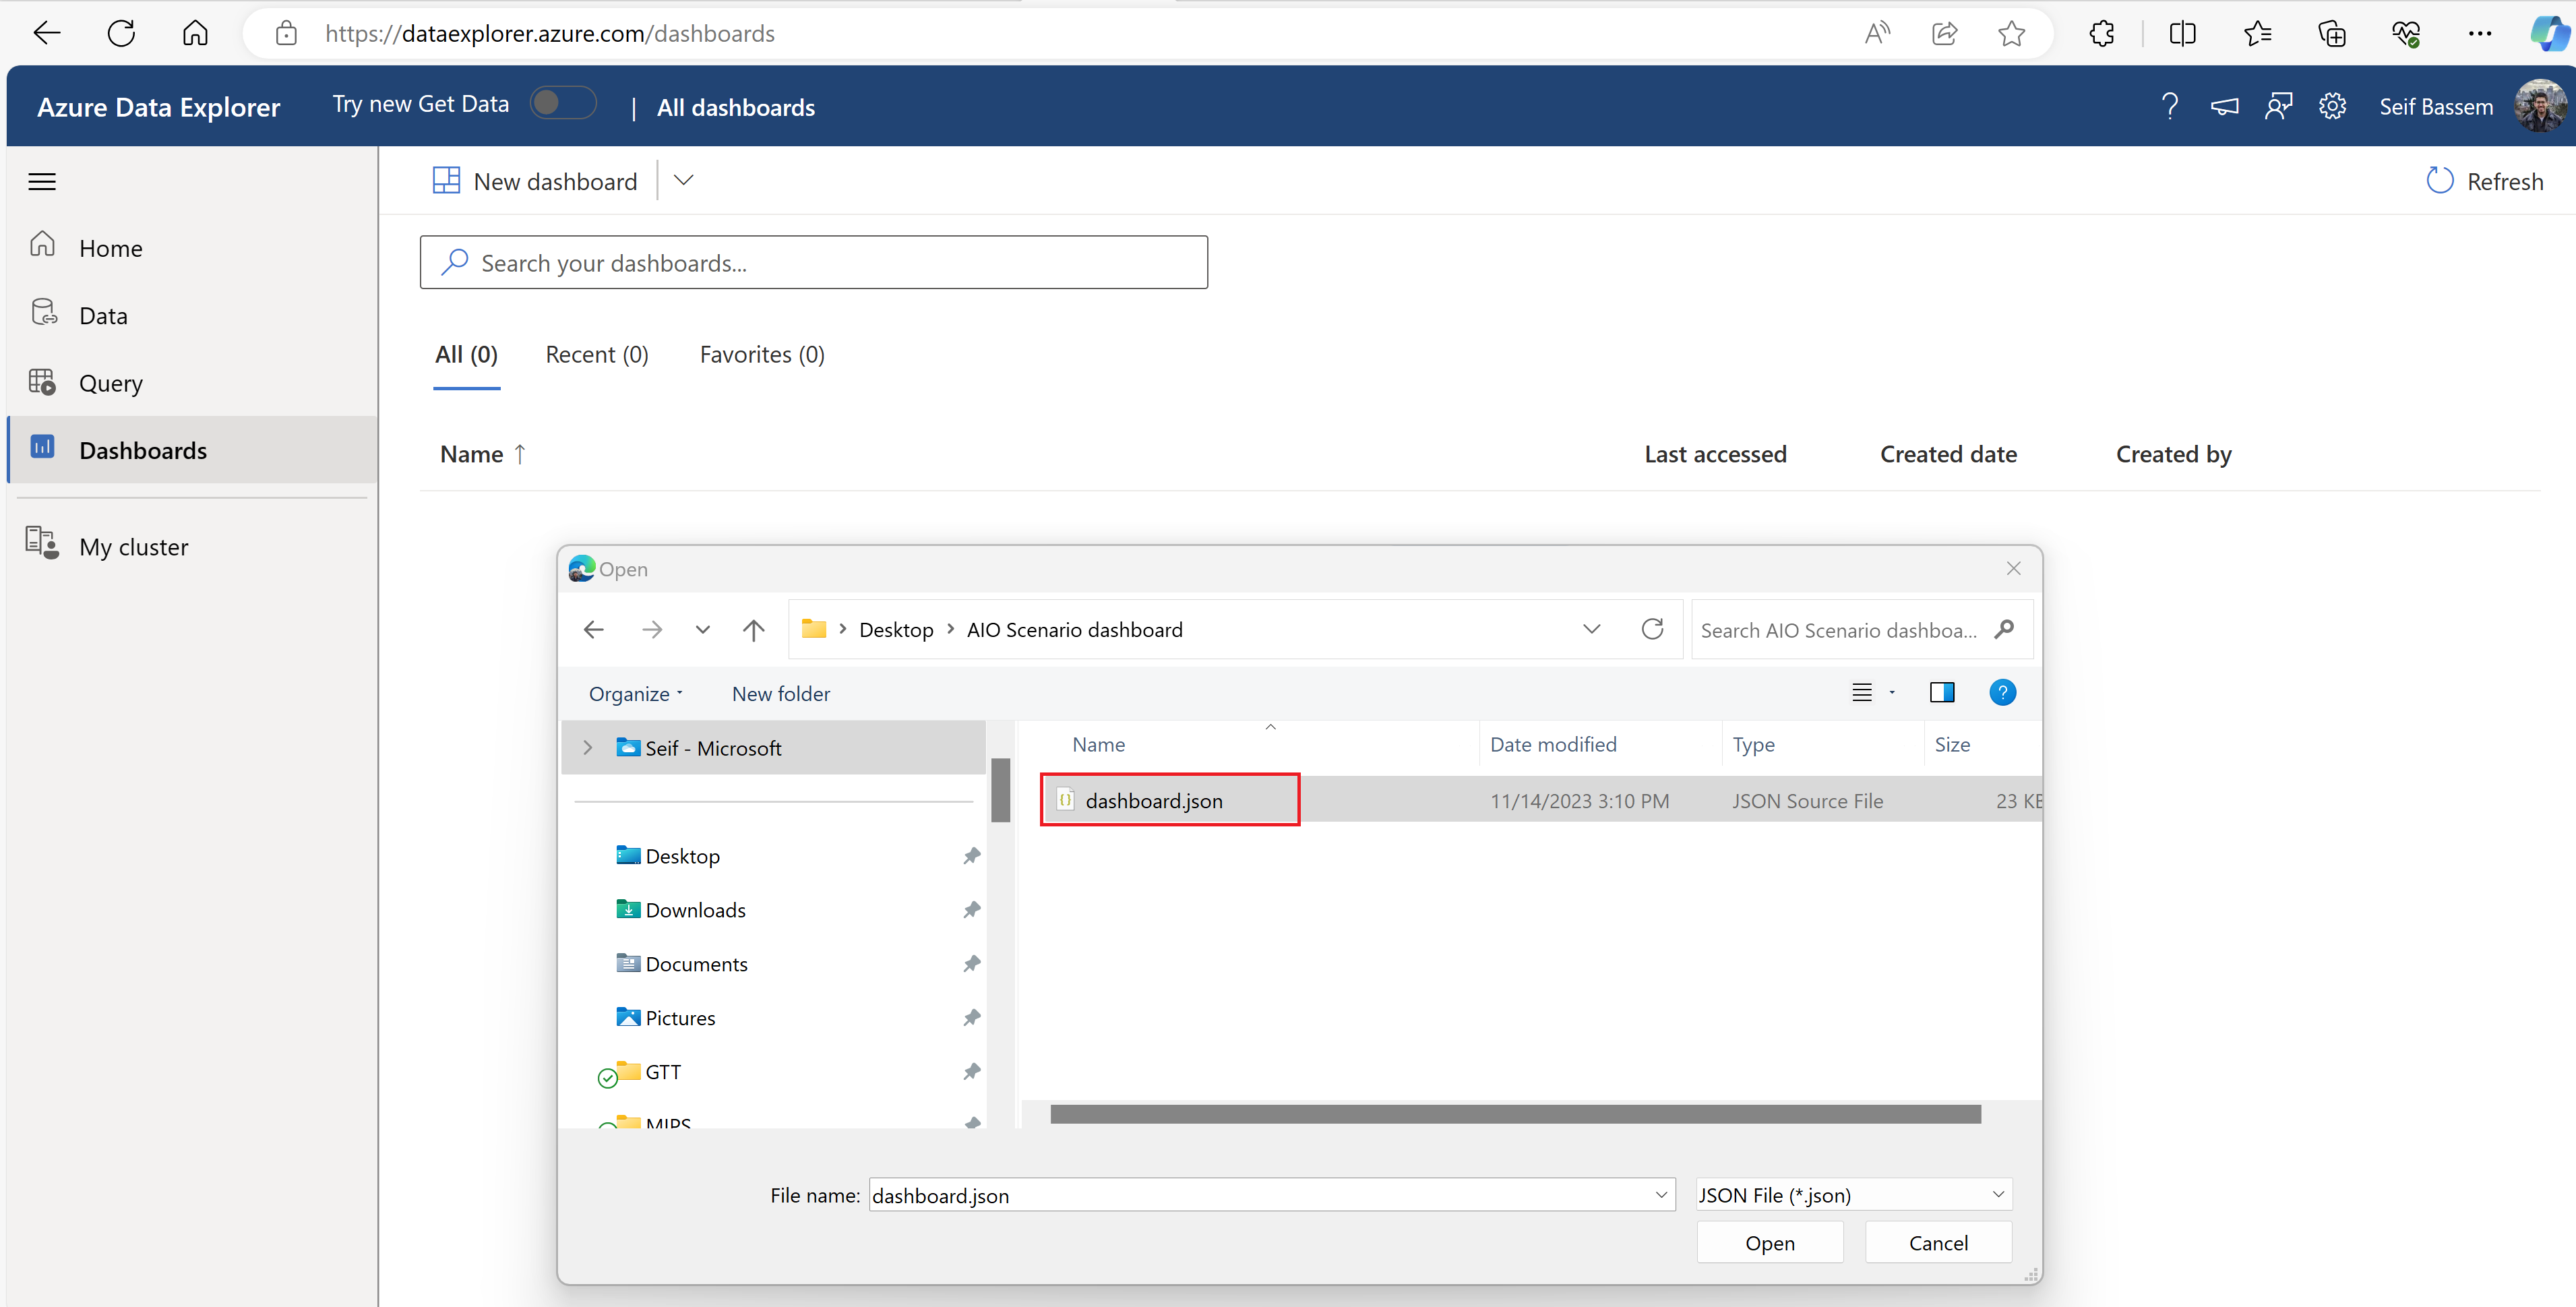 https://dataexplorer.azure.com/dashboards
Azure Data Explorer
Try new Get Data
| All dashboards
Seif Bassem
New dashboard
Refresh
Home
Search your dashboards...
Data
All (0) Recent (0) Favorites (0)
Query
Dashboards
Name ↑ Last accessed Created date Created by
My cluster
Open
Desktop > AIO Scenario dashboard
Search AIO Scenario dashboa...
Organize New folder
Seif - Microsoft
Name Date modified Type Size
dashboard.json 11/14/2023 3:10 PM JSON Source File 23 KB
Desktop
Downloads
Documents
Pictures
GTT
MIPS
File name: dashboard.json JSON File (*.json)
Open Cancel